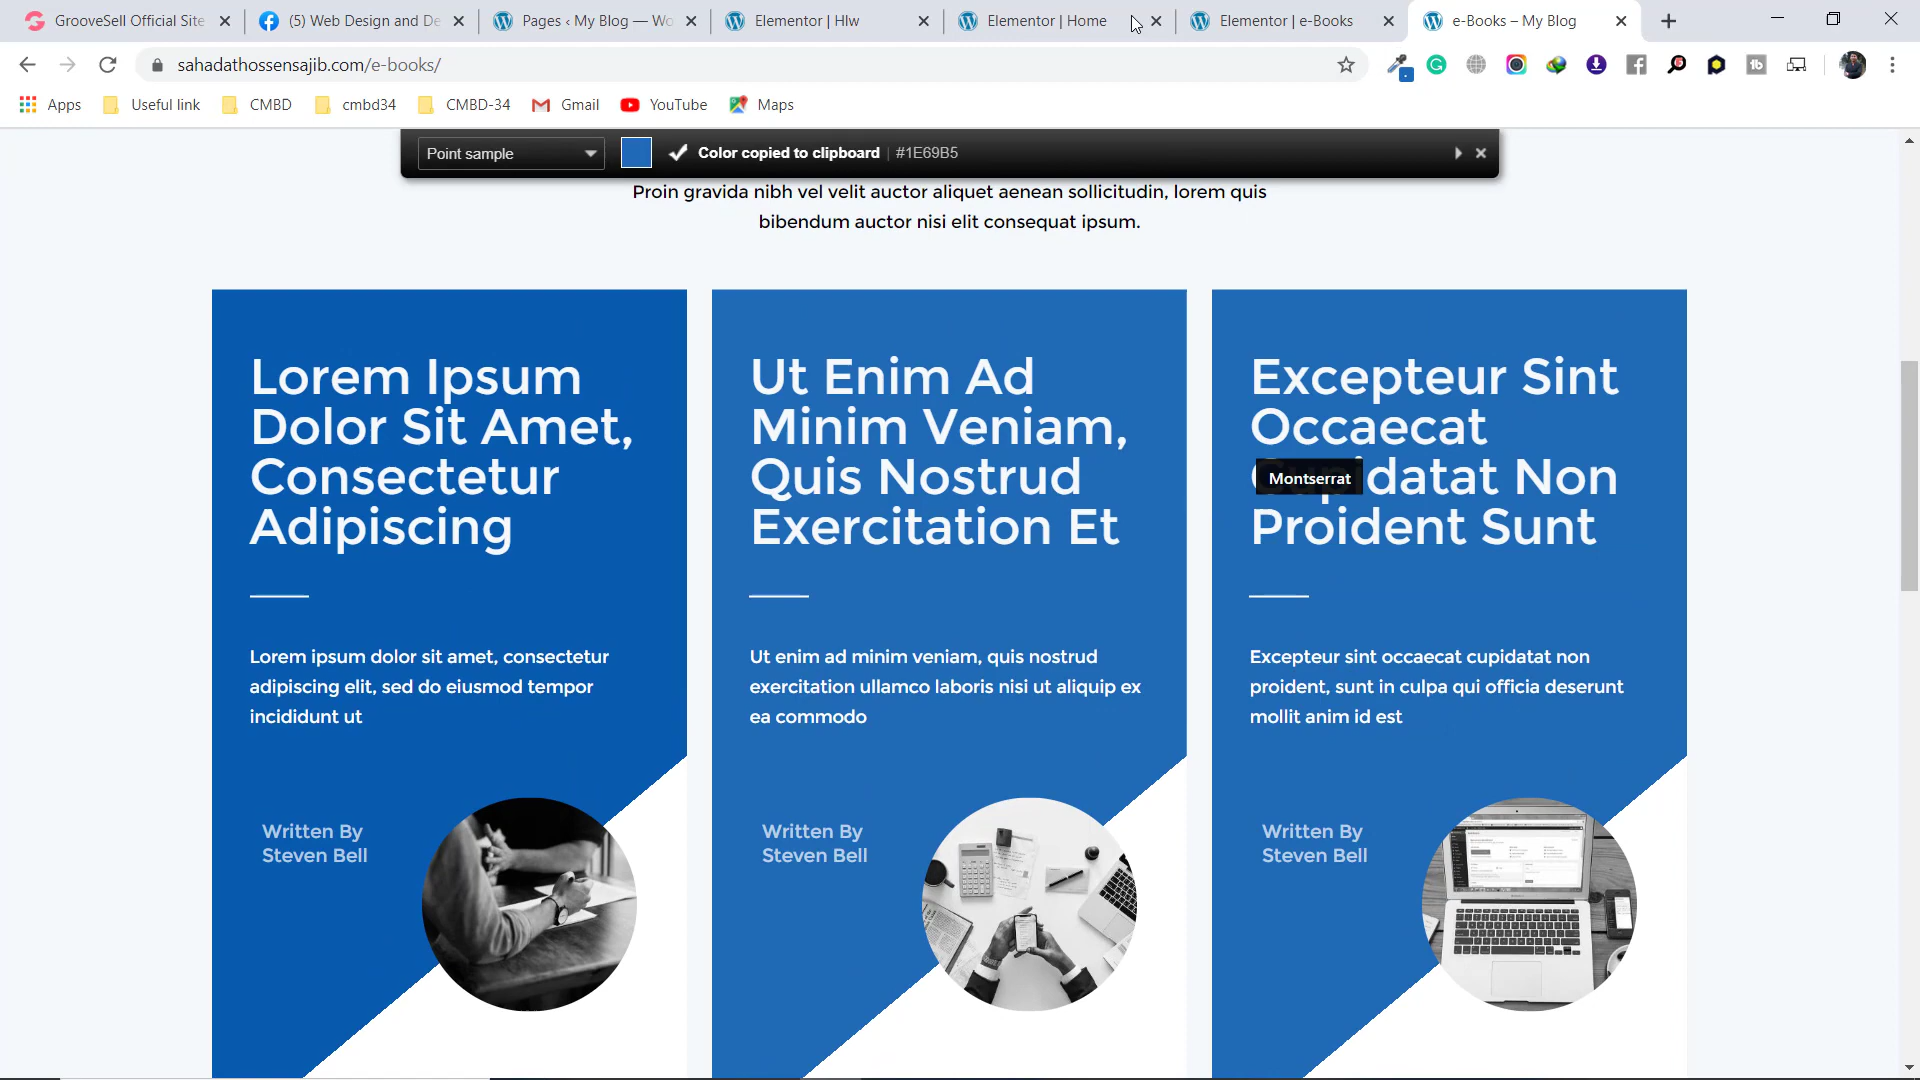 GrooveSell Official Site
(5) Web Design and De
Pages ‹ My Blog — Wo
Elementor | Hlw
Elementor | Home
Elementor | e-Books
e-Books – My Blog
sahadathossensajib.com/e-books/
Apps
Useful link
CMBD
cmbd34
CMBD-34
Gmail
YouTube
Maps
Point sample
Color copied to clipboard | #1E69B5
Proin gravida nibh vel velit auctor aliquet aenean sollicitudin, lorem quis
bibendum auctor nisi elit consequat ipsum.
Lorem Ipsum
Dolor Sit Amet,
Consectetur
Adipiscing
Lorem ipsum dolor sit amet, consectetur
adipiscing elit, sed do eiusmod tempor
incididunt ut
Written By
Steven Bell
Ut Enim Ad
Minim Veniam,
Quis Nostrud
Exercitation Et
Ut enim ad minim veniam, quis nostrud
exercitation ullamco laboris nisi ut aliquip ex
ea commodo
Written By
Steven Bell
Excepteur Sint
Occaecat
Cupidatat Non
Proident Sunt
Montserrat
Excepteur sint occaecat cupidatat non
proident, sunt in culpa qui officia deserunt
mollit anim id est
Written By
Steven Bell